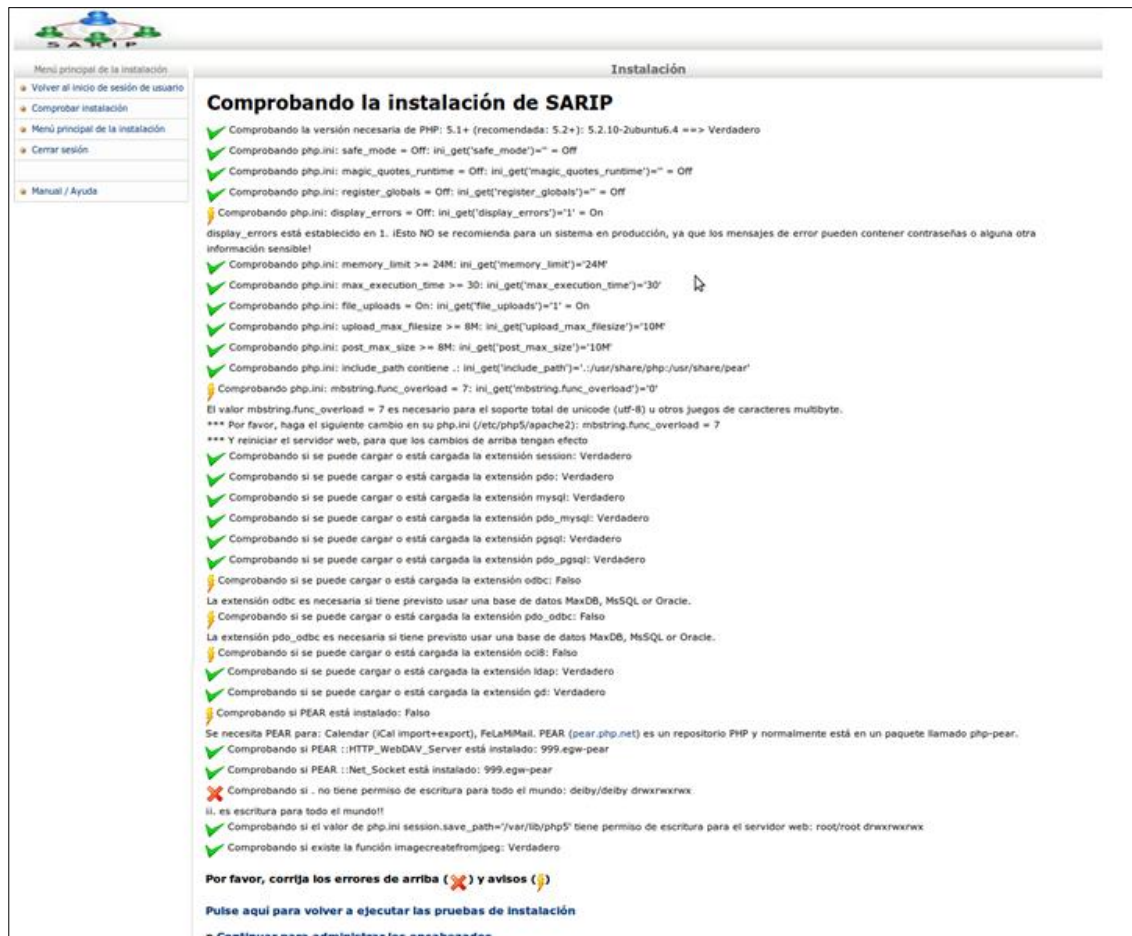 SARIP
Menú principal de la instalación
Volver al inicio de sesión de usuario
Comprobar instalación
Menú principal de la instalación
Cerrar sesión
Manual / Ayuda
Instalación
Comprobando la instalación de SARIP
Comprobando la versión necesaria de PHP: 5.1+ (recomendada: 5.2+): 5.2.10-2ubuntu6.4 ==> Verdadero
Comprobando php.ini: safe_mode = Off: ini_get('safe_mode')='' = Off
Comprobando php.ini: magic_quotes_runtime = Off: ini_get('magic_quotes_runtime')='' = Off
Comprobando php.ini: register_globals = Off: ini_get('register_globals')='' = Off
Comprobando php.ini: display_errors = Off: ini_get('display_errors')='1' = On
display_errors está establecido en 1. ¡Esto NO se recomienda para un sistema en producción, ya que los mensajes de error pueden contener contraseñas o alguna otra
información sensible!
Comprobando php.ini: memory_limit >= 24M: ini_get('memory_limit')='24M'
Comprobando php.ini: max_execution_time >= 30: ini_get('max_execution_time')='30'
Comprobando php.ini: file_uploads = On: ini_get('file_uploads')='1' = On
Comprobando php.ini: upload_max_filesize >= 8M: ini_get('upload_max_filesize')='10M'
Comprobando php.ini: post_max_size >= 8M: ini_get('post_max_size')='10M'
Comprobando php.ini: include_path contiene .: ini_get('include_path')='.:/usr/share/php:/usr/share/pear'
Comprobando php.ini: mbstring.func_overload = 7: ini_get('mbstring.func_overload')='0'
El valor mbstring.func_overload = 7 es necesario para el soporte total de unicode (utf-8) u otros juegos de caracteres multibyte.
*** Por favor, haga el siguiente cambio en su php.ini (/etc/php5/apache2): mbstring.func_overload = 7
*** Y reiniciar el servidor web, para que los cambios de arriba tengan efecto
Comprobando si se puede cargar o está cargada la extensión session: Verdadero
Comprobando si se puede cargar o está cargada la extensión pdo: Verdadero
Comprobando si se puede cargar o está cargada la extensión mysql: Verdadero
Comprobando si se puede cargar o está cargada la extensión pdo_mysql: Verdadero
Comprobando si se puede cargar o está cargada la extensión pgsql: Verdadero
Comprobando si se puede cargar o está cargada la extensión pdo_pgsql: Verdadero
Comprobando si se puede cargar o está cargada la extensión odbc: Falso
La extensión odbc es necesaria si tiene previsto usar una base de datos MaxDB, MsSQL or Oracle.
Comprobando si se puede cargar o está cargada la extensión pdo_odbc: Falso
La extensión pdo_odbc es necesaria si tiene previsto usar una base de datos MaxDB, MsSQL or Oracle.
Comprobando si se puede cargar o está cargada la extensión oci8: Falso
Comprobando si se puede cargar o está cargada la extensión ldap: Verdadero
Comprobando si se puede cargar o está cargada la extensión gd: Verdadero
Comprobando si PEAR está instalado: Falso
Se necesita PEAR para: Calendar (iCal import+export), FeLaMiMail. PEAR (pear.php.net) es un repositorio PHP y normalmente está en un paquete llamado php-pear.
Comprobando si PEAR ::HTTP_WebDAV_Server está instalado: 999.egw-pear
Comprobando si PEAR ::Net_Socket está instalado: 999.egw-pear
Comprobando si . no tiene permiso de escritura para todo el mundo: deiby/deiby drwxrwxrwx
¡¡. es escritura para todo el mundo!!
Comprobando si el valor de php.ini session.save_path='/var/lib/php5' tiene permiso de escritura para el servidor web: root/root drwxrwxrwx
Comprobando si existe la función imagecreatefromjpeg: Verdadero
Por favor, corrija los errores de arriba ( ) y avisos ( )
Pulse aquí para volver a ejecutar las pruebas de instalación
Continuar para administrar los encabezados